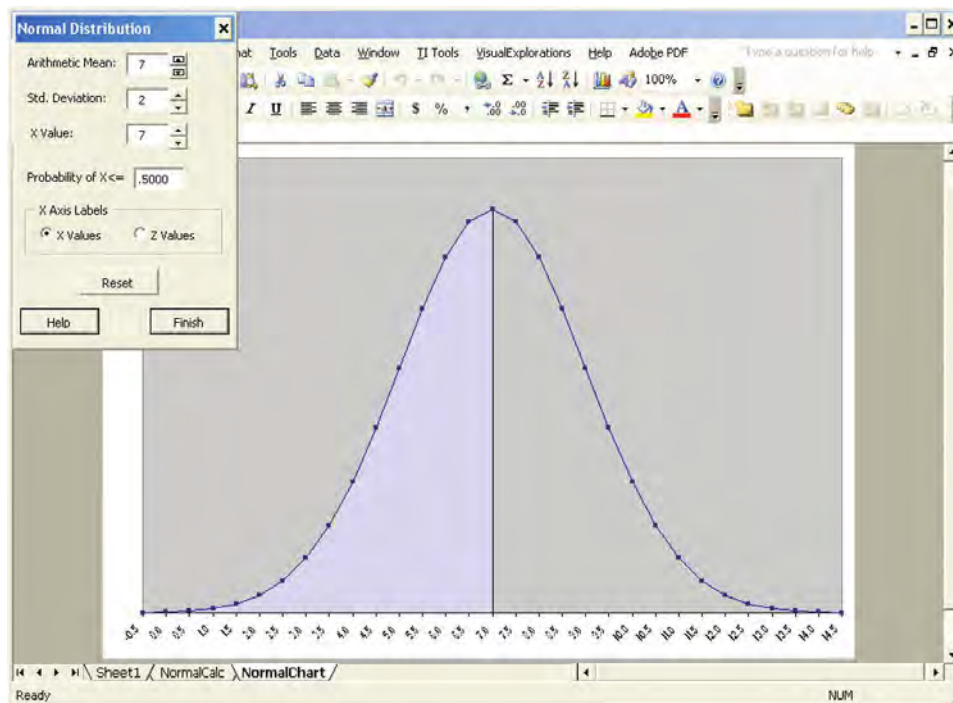 Normal Distribution
Arithmetic Mean: 7
Std. Deviation: 2
X Value: 7
Probability of X<= .5000
X Axis Labels
X Values Z Values
Reset
Help Finish
mat Tools Data Window TI Tools VisualExplorations Help Adobe PDF Type a question for help
Σ 100%
I U $ % ,
-0.5 0.0 0.5 1.0 1.5 2.0 2.5 3.0 3.5 4.0 4.5 5.0 5.5 6.0 6.5 7.0 7.5 8.0 8.5 9.0 9.5 10.0 10.5 11.0 11.5 12.0 12.5 13.0 13.5 14.0 14.5
Sheet1 NormalCalc NormalChart
Ready NUM